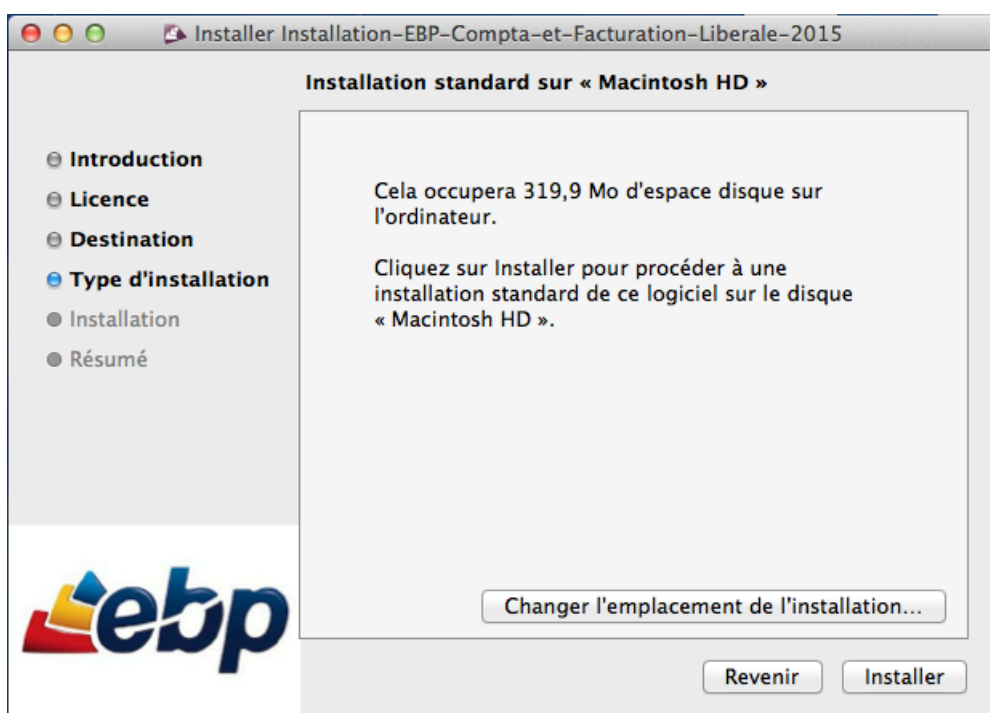 Installer Installation-EBP-Compta-et-Facturation-Liberale-2015
Installation standard sur « Macintosh HD »
Introduction
Licence
Destination
Type d'installation
Installation
Résumé
Cela occupera 319,9 Mo d'espace disque sur
l'ordinateur.
Cliquez sur Installer pour procéder à une
installation standard de ce logiciel sur le disque
« Macintosh HD ».
Changer l'emplacement de l'installation...
ebp
Revenir
Installer